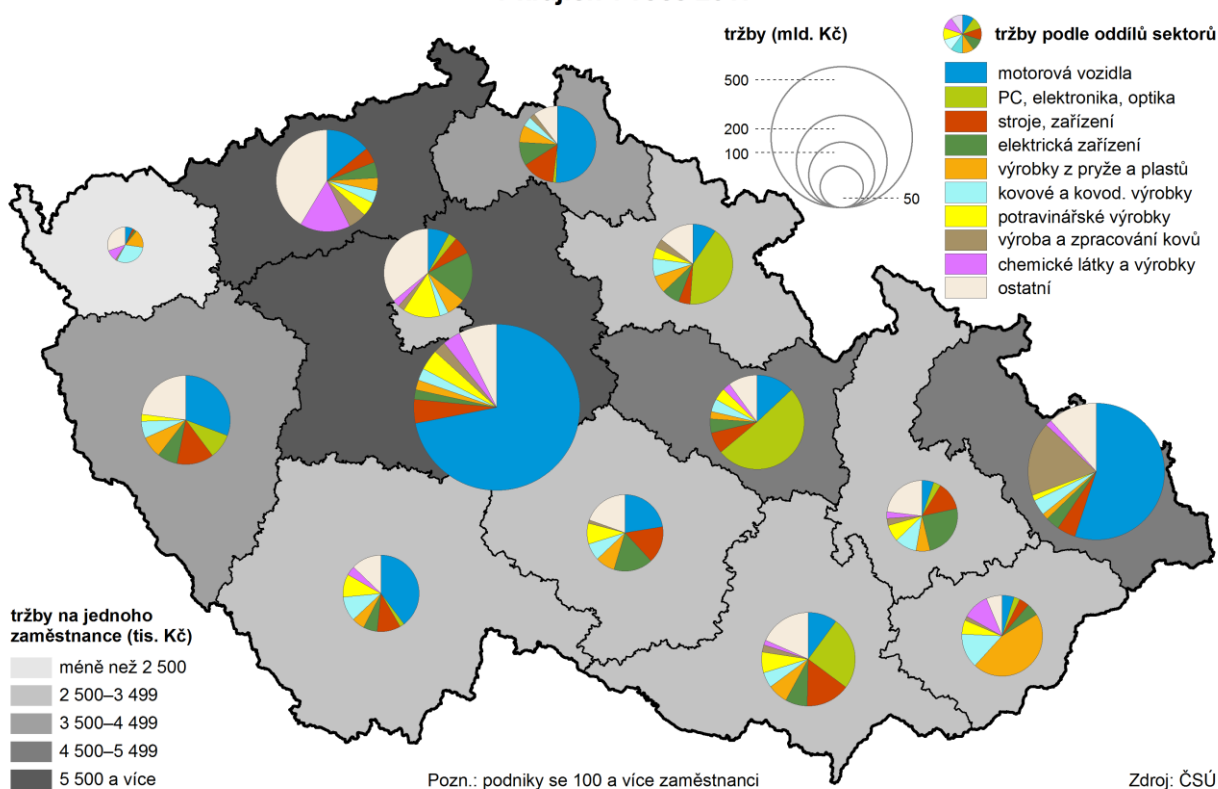 tržby (mld. Kč)
500
200
100
50
tržby podle oddílů sektorů
motorová vozidla
PC, elektronika, optika
stroje, zařízení
elektrická zařízení
výrobky z pryže a plastů
kovové a kovod. výrobky
potravinářské výrobky
výroba a zpracování kovů
chemické látky a výrobky
ostatní
tržby na jednoho
zaměstnance (tis. Kč)
méně než 2 500
2 500–3 499
3 500–4 499
4 500–5 499
5 500 a více
Pozn.: podniky se 100 a více zaměstnanci
Zdroj: ČSÚ